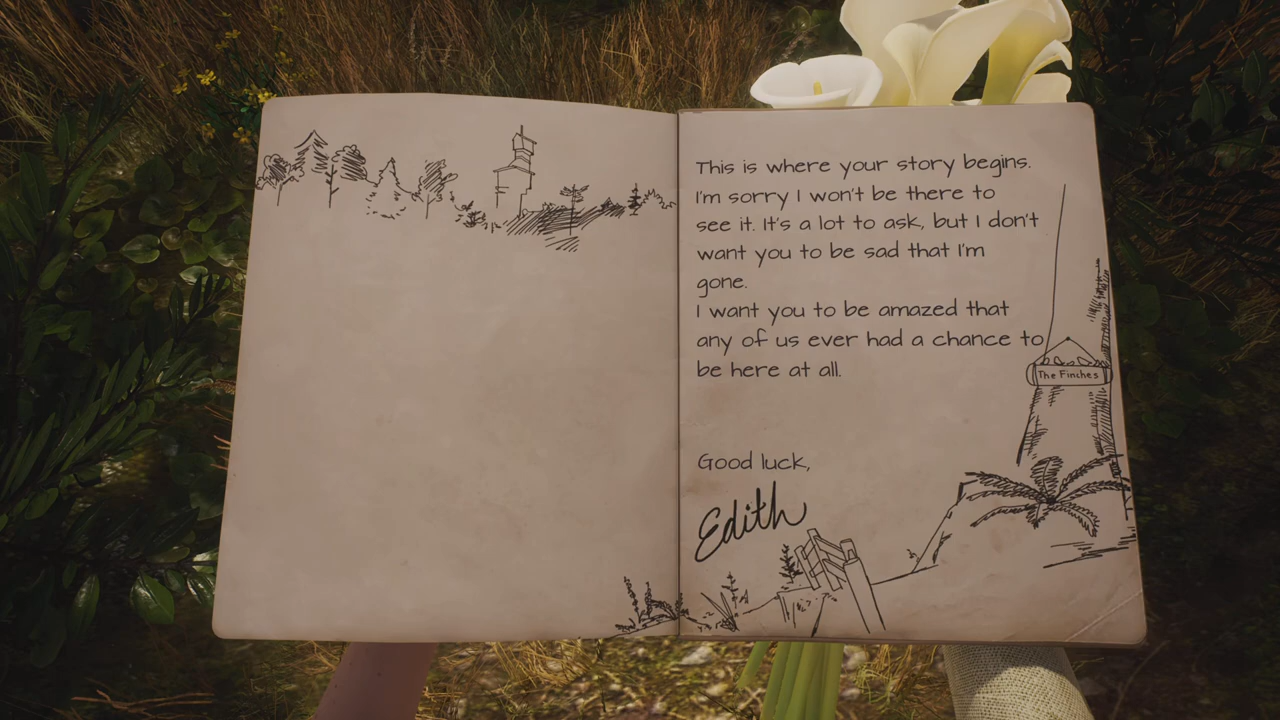 This is where your story begins.
I'm sorry I won't be there to
see it. It's a lot to ask, but I don't
want you to be sad that I'm
gone.
I want you to be amazed that
any of us ever had a chance to
be here at all.
The Finches
Good luck,
Edith